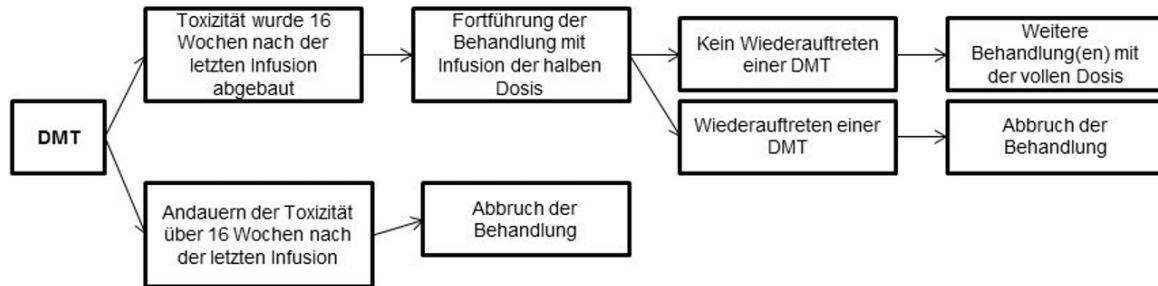 DMT
Toxizität wurde 16
Wochen nach der
letzten Infusion
abgebaut
Fortführung der
Behandlung mit
Infusion der halben
Dosis
Kein Wiederauftreten
einer DMT
Weitere
Behandlung(en) mit
der vollen Dosis
Wiederauftreten einer
DMT
Abbruch der
Behandlung
Andauern der Toxizität
über 16 Wochen nach
der letzten Infusion
Abbruch der
Behandlung